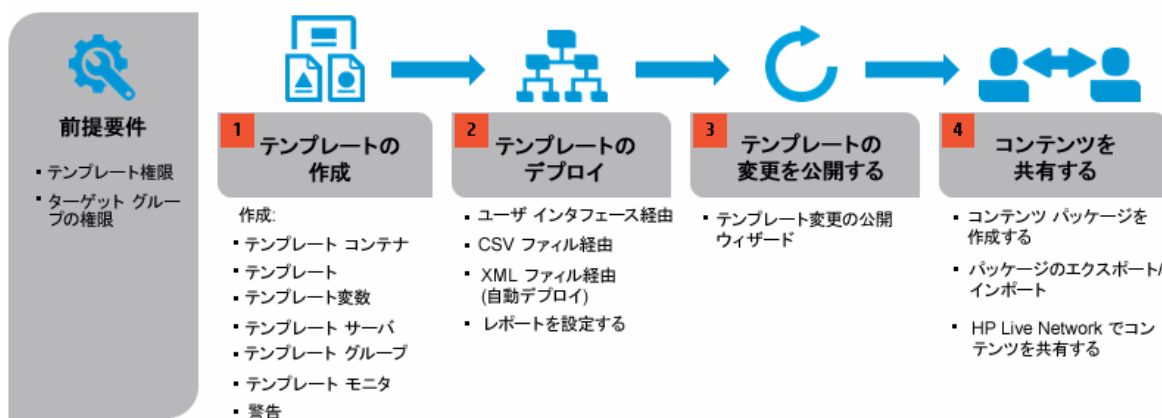 前提要件
▪ テンプレート権限
▪ ターゲット グルー
プの権限
1
テンプレートの
作成
作成:
▪ テンプレート コンテナ
▪ テンプレート
▪ テンプレート変数
▪ テンプレート サーバ
▪ テンプレート グループ
▪ テンプレート モニタ
▪ 警告
2
テンプレートの
デプロイ
▪ ユーザ インタフェース経由
▪ CSV ファイル経由
▪ XML ファイル経由
(自動デプロイ)
▪ レポートを設定する
3
テンプレートの
変更を公開する
▪ テンプレート変更の公開
ウィザード
4
コンテンツを
共有する
▪ コンテンツ パッケージを
作成する
▪ パッケージのエクスポート/
インポート
▪ HP Live Network でコン
テンツを共有する